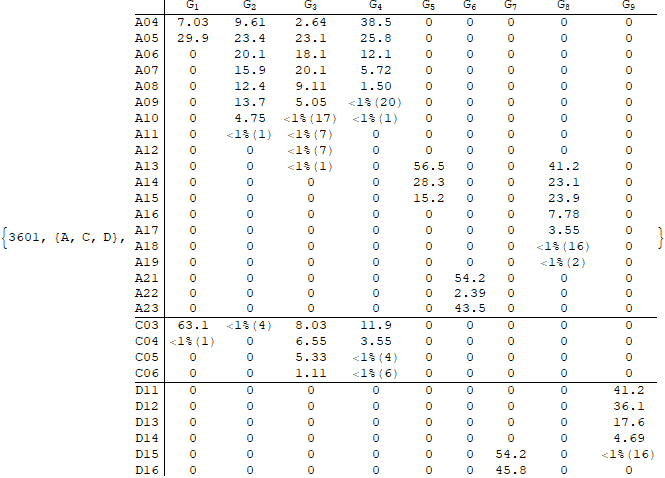 G1 G2 G3 G4 G5 G6 G7 G8 G9
A04 7.03 9.61 2.64 38.5 0 0 0 0 0
A05 29.9 23.4 23.1 25.8 0 0 0 0 0
A06 0 20.1 18.1 12.1 0 0 0 0 0
A07 0 15.9 20.1 5.72 0 0 0 0 0
A08 0 12.4 9.11 1.50 0 0 0 0 0
A09 0 13.7 5.05 <1%(20) 0 0 0 0 0
A10 0 4.75 <1%(17) <1%(1) 0 0 0 0 0
A11 0 <1%(1) <1%(7) 0 0 0 0 0 0
A12 0 0 <1%(7) 0 0 0 0 0 0
A13 0 0 <1%(1) 0 56.5 0 0 41.2 0
A14 0 0 0 0 28.3 0 0 23.1 0
A15 0 0 0 0 15.2 0 0 23.9 0
A16 0 0 0 0 0 0 0 7.78 0
A17 0 0 0 0 0 0 0 3.55 0
{3601, {A, C, D}, A18 0 0 0 0 0 0 0 <1%(16) 0 }
A19 0 0 0 0 0 0 0 <1%(2) 0
A21 0 0 0 0 0 54.2 0 0 0
A22 0 0 0 0 0 2.39 0 0 0
A23 0 0 0 0 0 43.5 0 0 0
C03 63.1 <1%(4) 8.03 11.9 0 0 0 0 0
C04 <1%(1) 0 6.55 3.55 0 0 0 0 0
C05 0 0 5.33 <1%(4) 0 0 0 0 0
C06 0 0 1.11 <1%(6) 0 0 0 0 0
D11 0 0 0 0 0 0 0 0 41.2
D12 0 0 0 0 0 0 0 0 36.1
D13 0 0 0 0 0 0 0 0 17.6
D14 0 0 0 0 0 0 0 0 4.69
D15 0 0 0 0 0 0 54.2 0 <1%(16)
D16 0 0 0 0 0 0 45.8 0 0